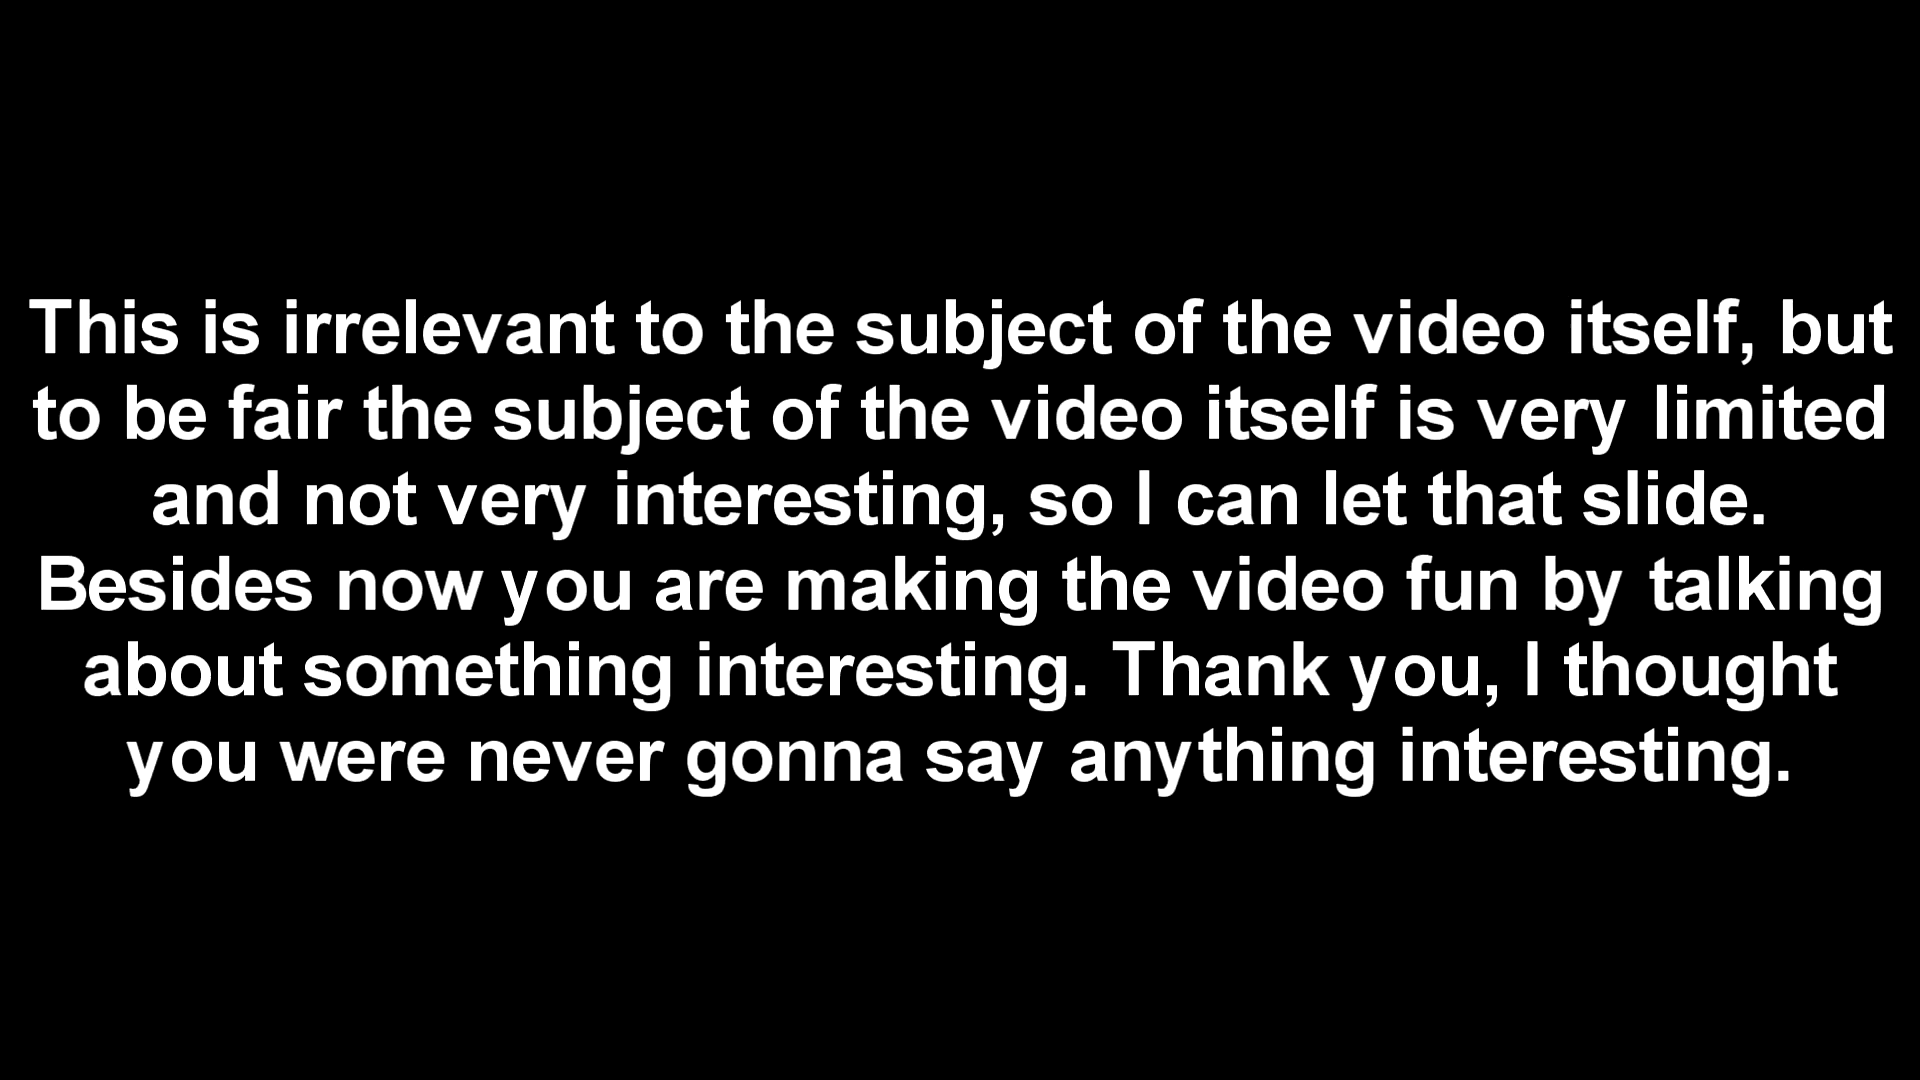 This is irrelevant to the subject of the video itself, but
to be fair the subject of the video itself is very limited
and not very interesting, so I can let that slide.
Besides now you are making the video fun by talking
about something interesting. Thank you, I thought
you were never gonna say anything interesting.